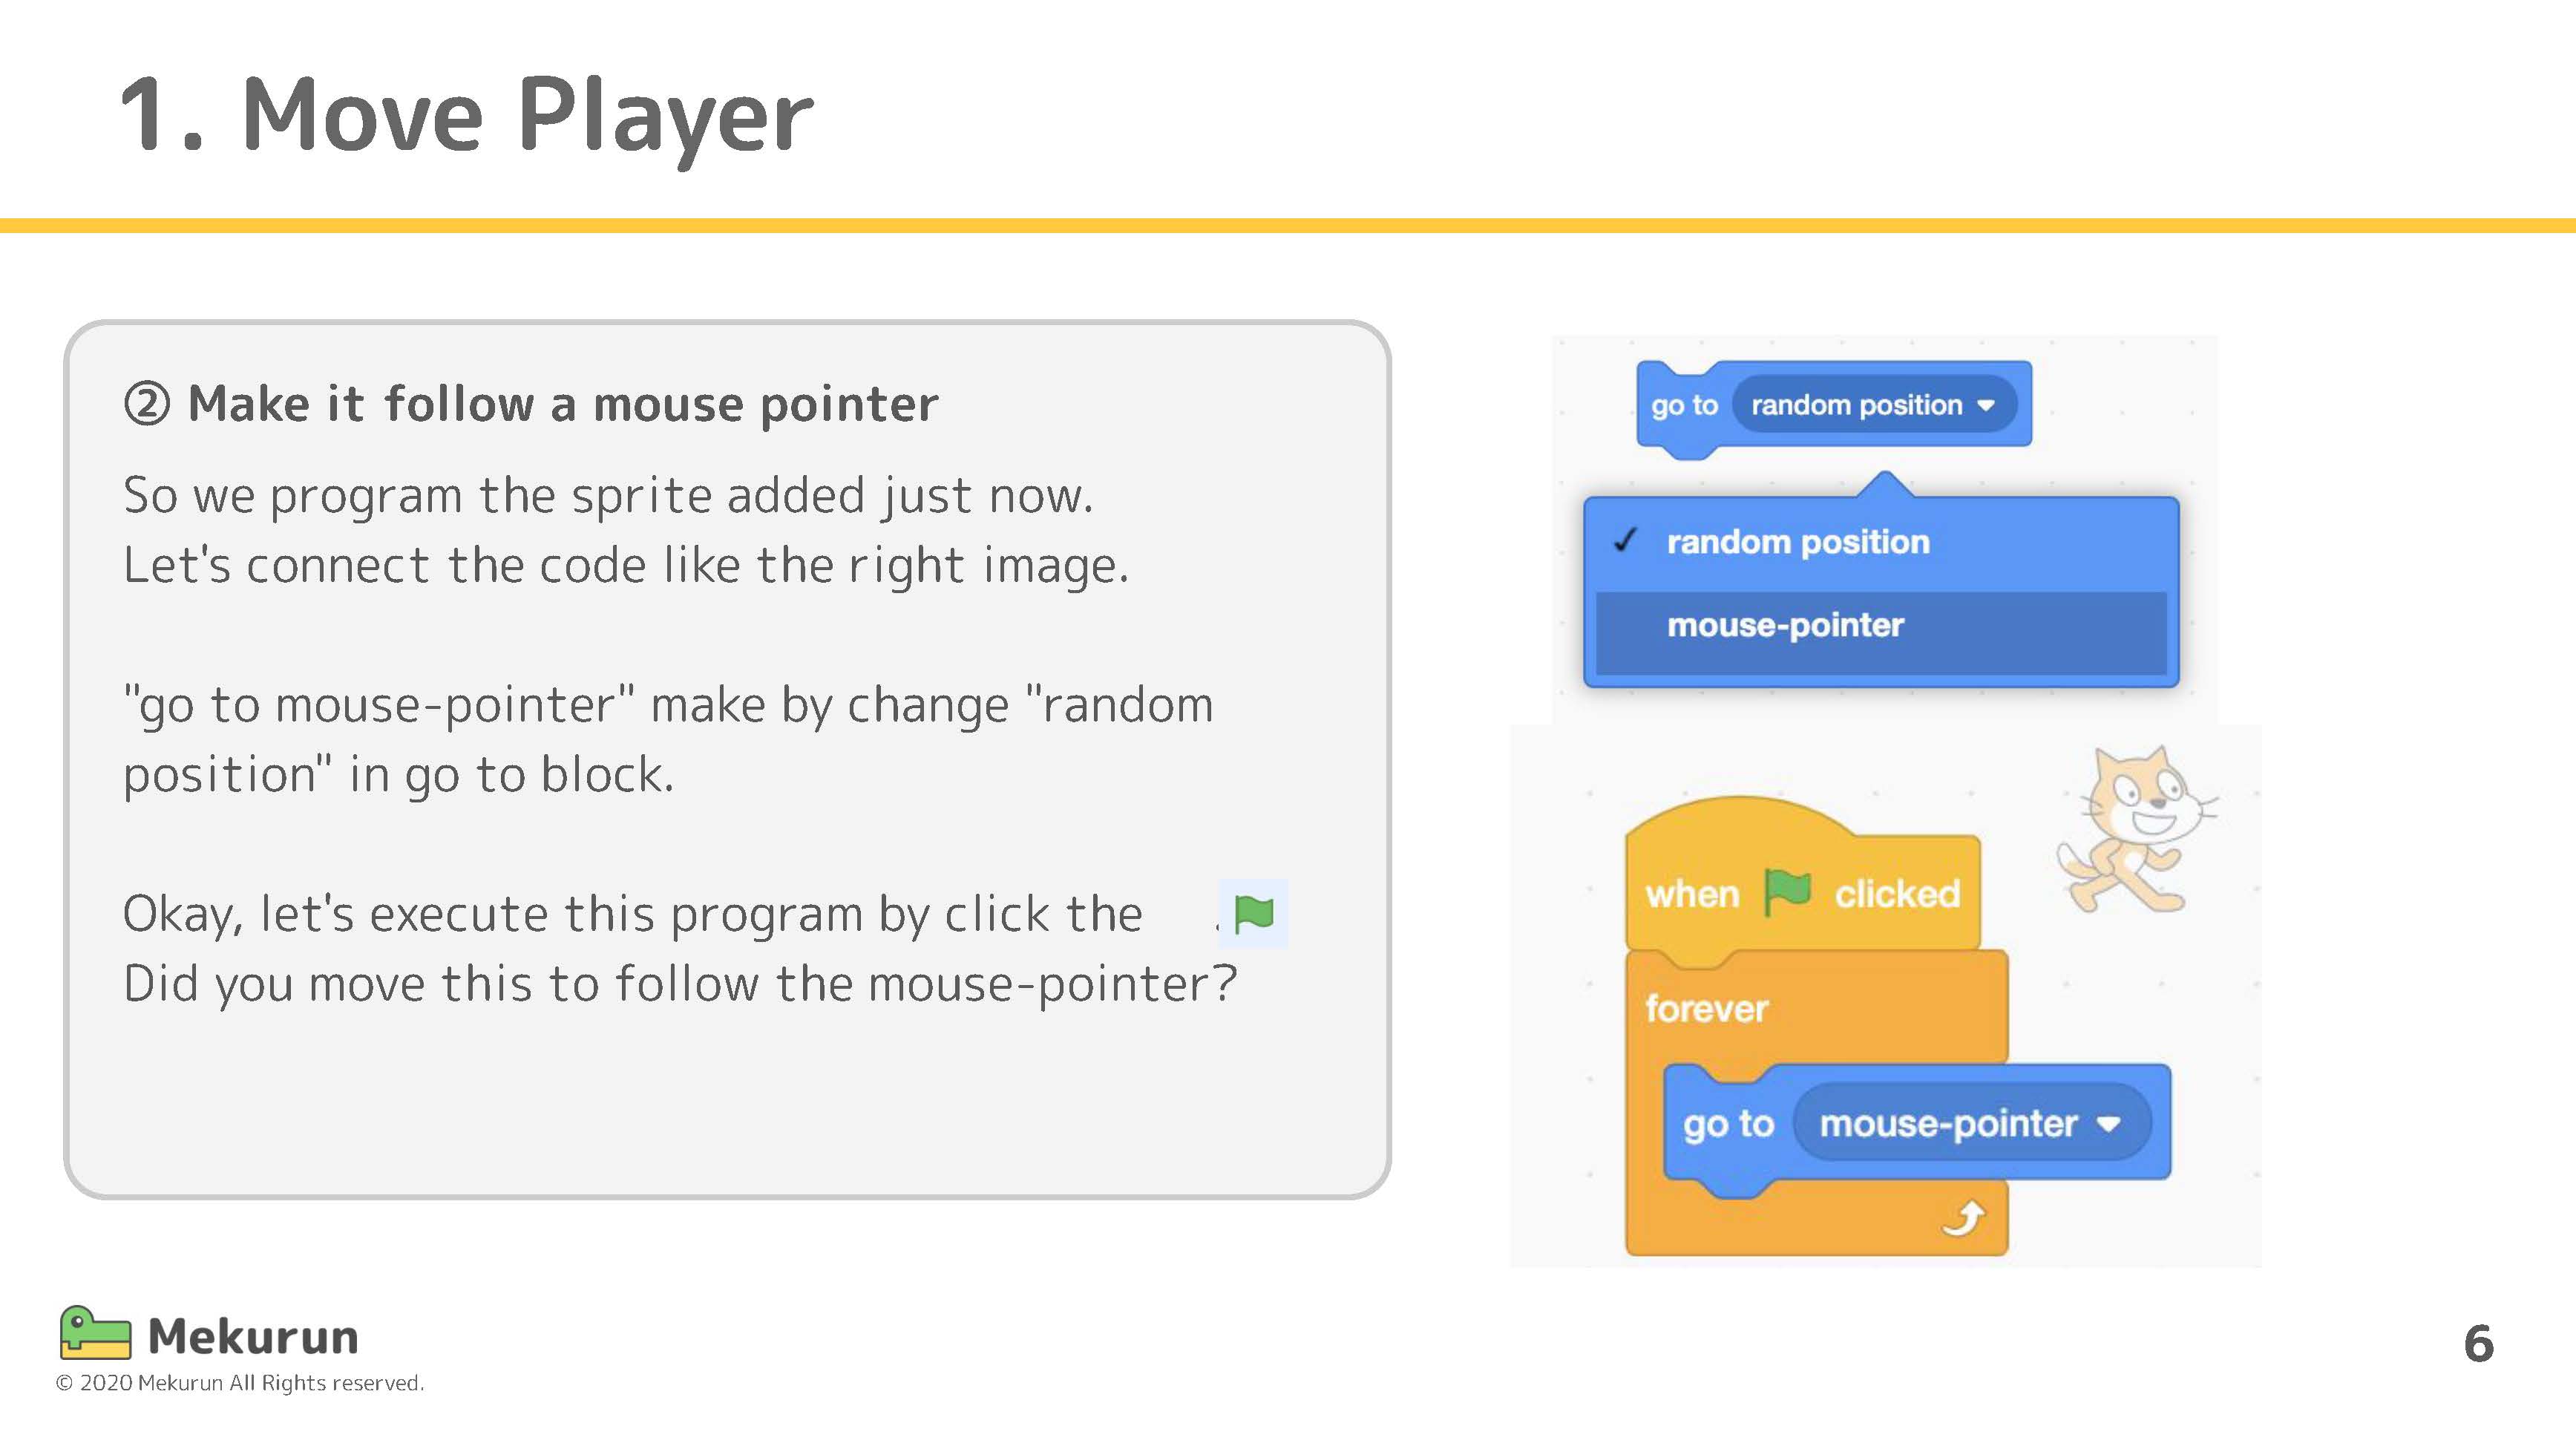 1. Move Player
② Make it follow a mouse pointer
So we program the sprite added just now.
Let's connect the code like the right image.
"go to mouse-pointer" make by change "random
position" in go to block.
Okay, let's execute this program by click the .
Did you move this to follow the mouse-pointer?
go to random position
✓ random position
mouse-pointer
when clicked
forever
go to mouse-pointer
Mekurun
© 2020 Mekurun All Rights reserved.
6